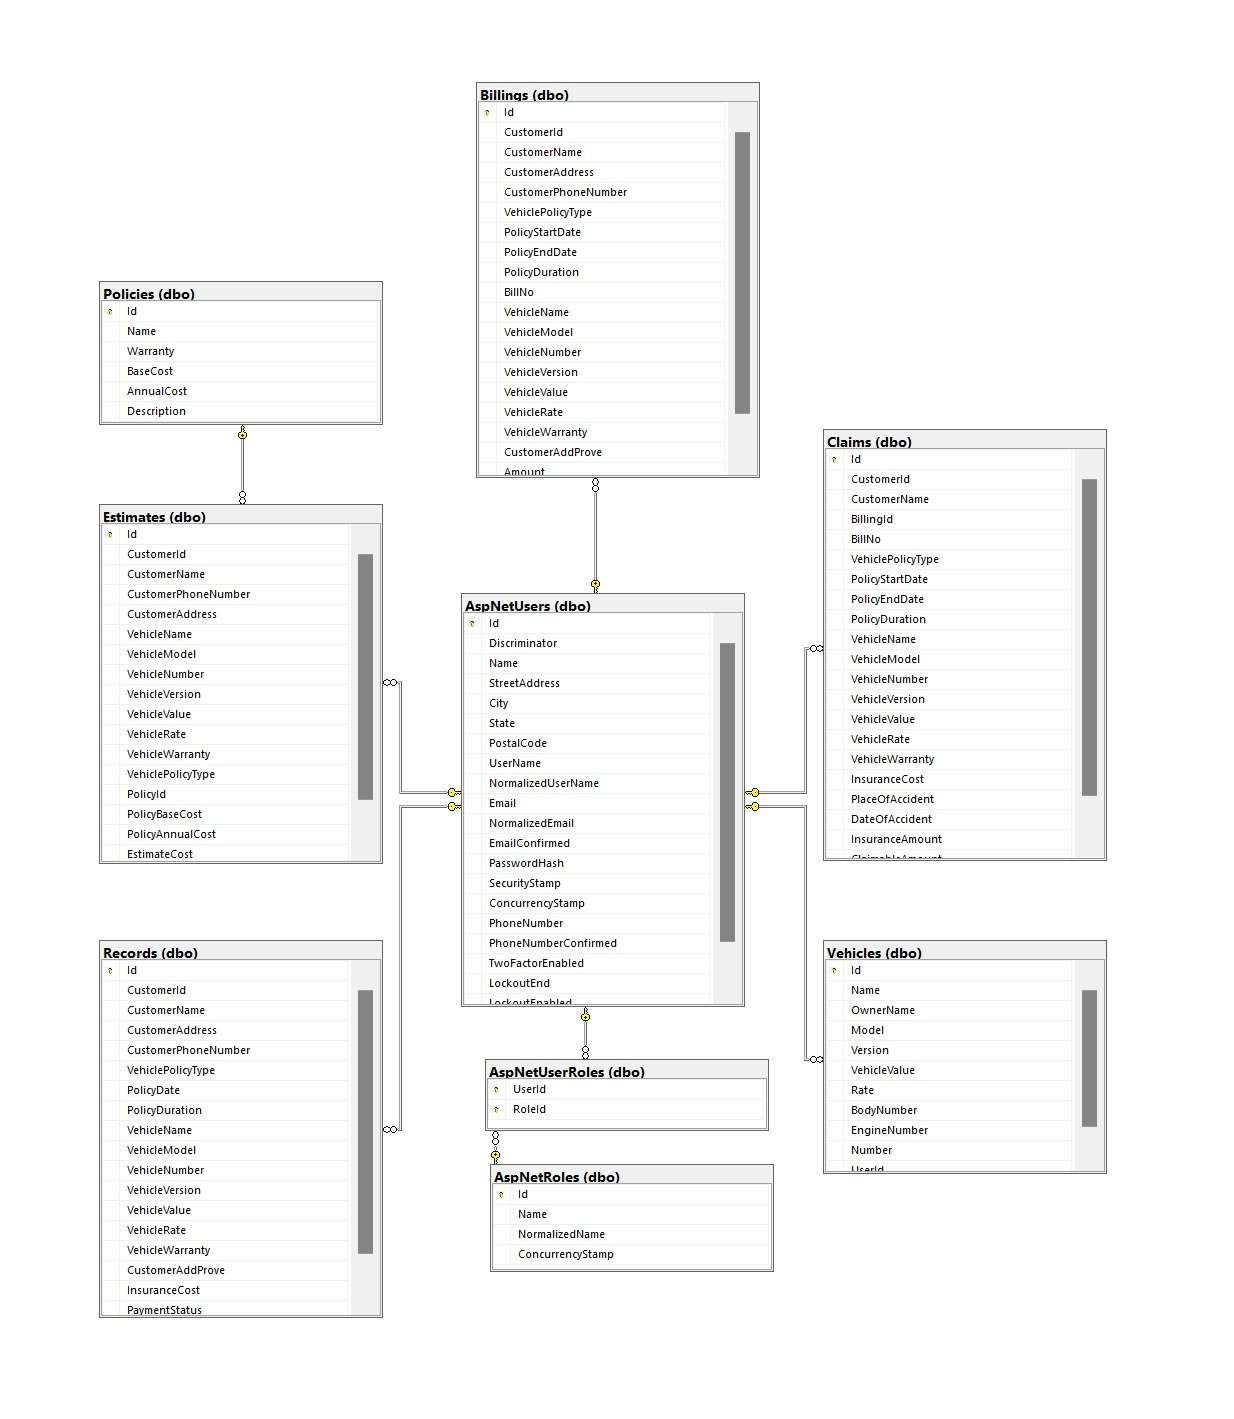 Billings (dbo)
Id
CustomerId
CustomerName
CustomerAddress
CustomerPhoneNumber
VehiclePolicyType
PolicyStartDate
PolicyEndDate
PolicyDuration
BillNo
VehicleName
VehicleModel
VehicleNumber
VehicleVersion
VehicleValue
VehicleRate
VehicleWarranty
CustomerAddProve
Amount
Policies (dbo)
Id
Name
Warranty
BaseCost
AnnualCost
Description
Estimates (dbo)
Id
CustomerId
CustomerName
CustomerPhoneNumber
CustomerAddress
VehicleName
VehicleModel
VehicleNumber
VehicleVersion
VehicleValue
VehicleRate
VehicleWarranty
VehiclePolicyType
PolicyId
PolicyBaseCost
PolicyAnnualCost
EstimateCost
AspNetUsers (dbo)
Id
Discriminator
Name
StreetAddress
City
State
PostalCode
UserName
NormalizedUserName
Email
NormalizedEmail
EmailConfirmed
PasswordHash
SecurityStamp
ConcurrencyStamp
PhoneNumber
PhoneNumberConfirmed
TwoFactorEnabled
LockoutEnd
LockoutEnabled
Claims (dbo)
Id
CustomerId
CustomerName
BillingId
BillNo
VehiclePolicyType
PolicyStartDate
PolicyEndDate
PolicyDuration
VehicleName
VehicleModel
VehicleNumber
VehicleVersion
VehicleValue
VehicleRate
VehicleWarranty
InsuranceCost
PlaceOfAccident
DateOfAccident
InsuranceAmount
ClaimableAmount
Records (dbo)
Id
CustomerId
CustomerName
CustomerAddress
CustomerPhoneNumber
VehiclePolicyType
PolicyDate
PolicyDuration
VehicleName
VehicleModel
VehicleNumber
VehicleVersion
VehicleValue
VehicleRate
VehicleWarranty
CustomerAddProve
InsuranceCost
PaymentStatus
AspNetUserRoles (dbo)
UserId
RoleId
AspNetRoles (dbo)
Id
Name
NormalizedName
ConcurrencyStamp
Vehicles (dbo)
Id
Name
OwnerName
Model
Version
VehicleValue
Rate
BodyNumber
EngineNumber
Number
UserId